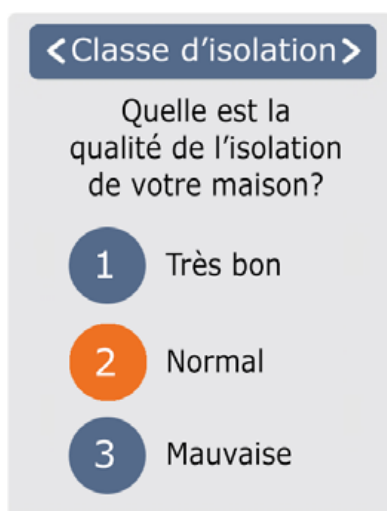 <Classe d'isolation>
Quelle est la
qualité de l'isolation
de votre maison?
1 Très bon
2 Normal
3 Mauvaise